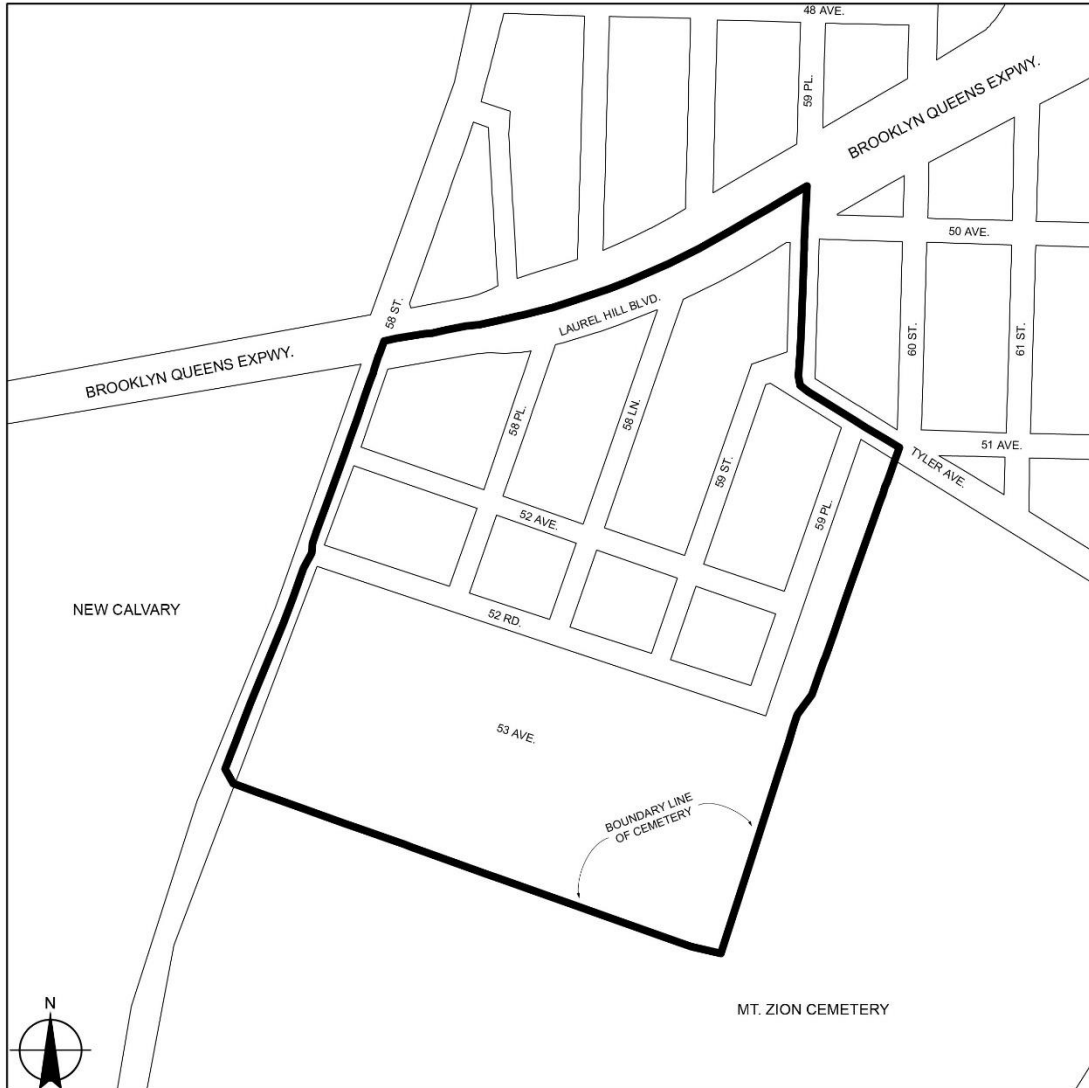 48 AVE.
59 PL.
BROOKLYN QUEENS EXPWY.
50 AVE.
58 ST.
LAUREL HILL BLVD.
60 ST.
61 ST.
BROOKLYN QUEENS EXPWY.
58 PL.
58 LN.
51 AVE.
TYLER AVE.
59 ST.
59 PL.
52 AVE.
NEW CALVARY
52 RD.
53 AVE.
BOUNDARY LINE
OF CEMETERY
N
MT. ZION CEMETERY